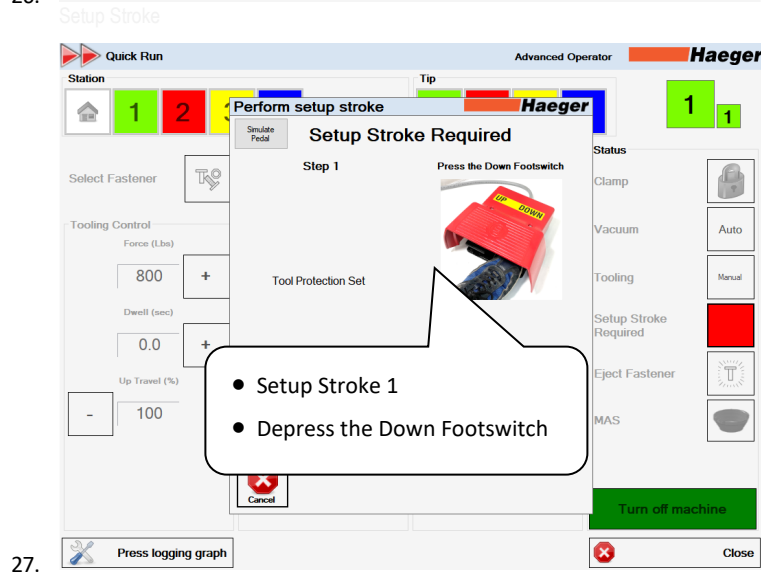 Setup Stroke
Quick Run
Advanced Operator
Haeger
Station
Tip
1
2
1
1
Perform setup stroke
Haeger
Simulate
Pedal
Setup Stroke Required
Step 1
Press the Down Footswitch
UP DOWN
Tool Protection Set
Select Fastener
Tooling Control
Force (Lbs)
800
+
Dwell (sec)
0.0
+
Up Travel (%)
-
100
Status
Clamp
Vacuum
Auto
Tooling
Manual
Setup Stroke
Required
Eject Fastener
MAS
• Setup Stroke 1
• Depress the Down Footswitch
Cancel
Turn off machine
Press logging graph
Close
27.